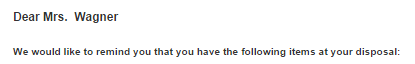 Dear Mrs.  Wagner
We would like to remind you that you have the following items at your disposal: